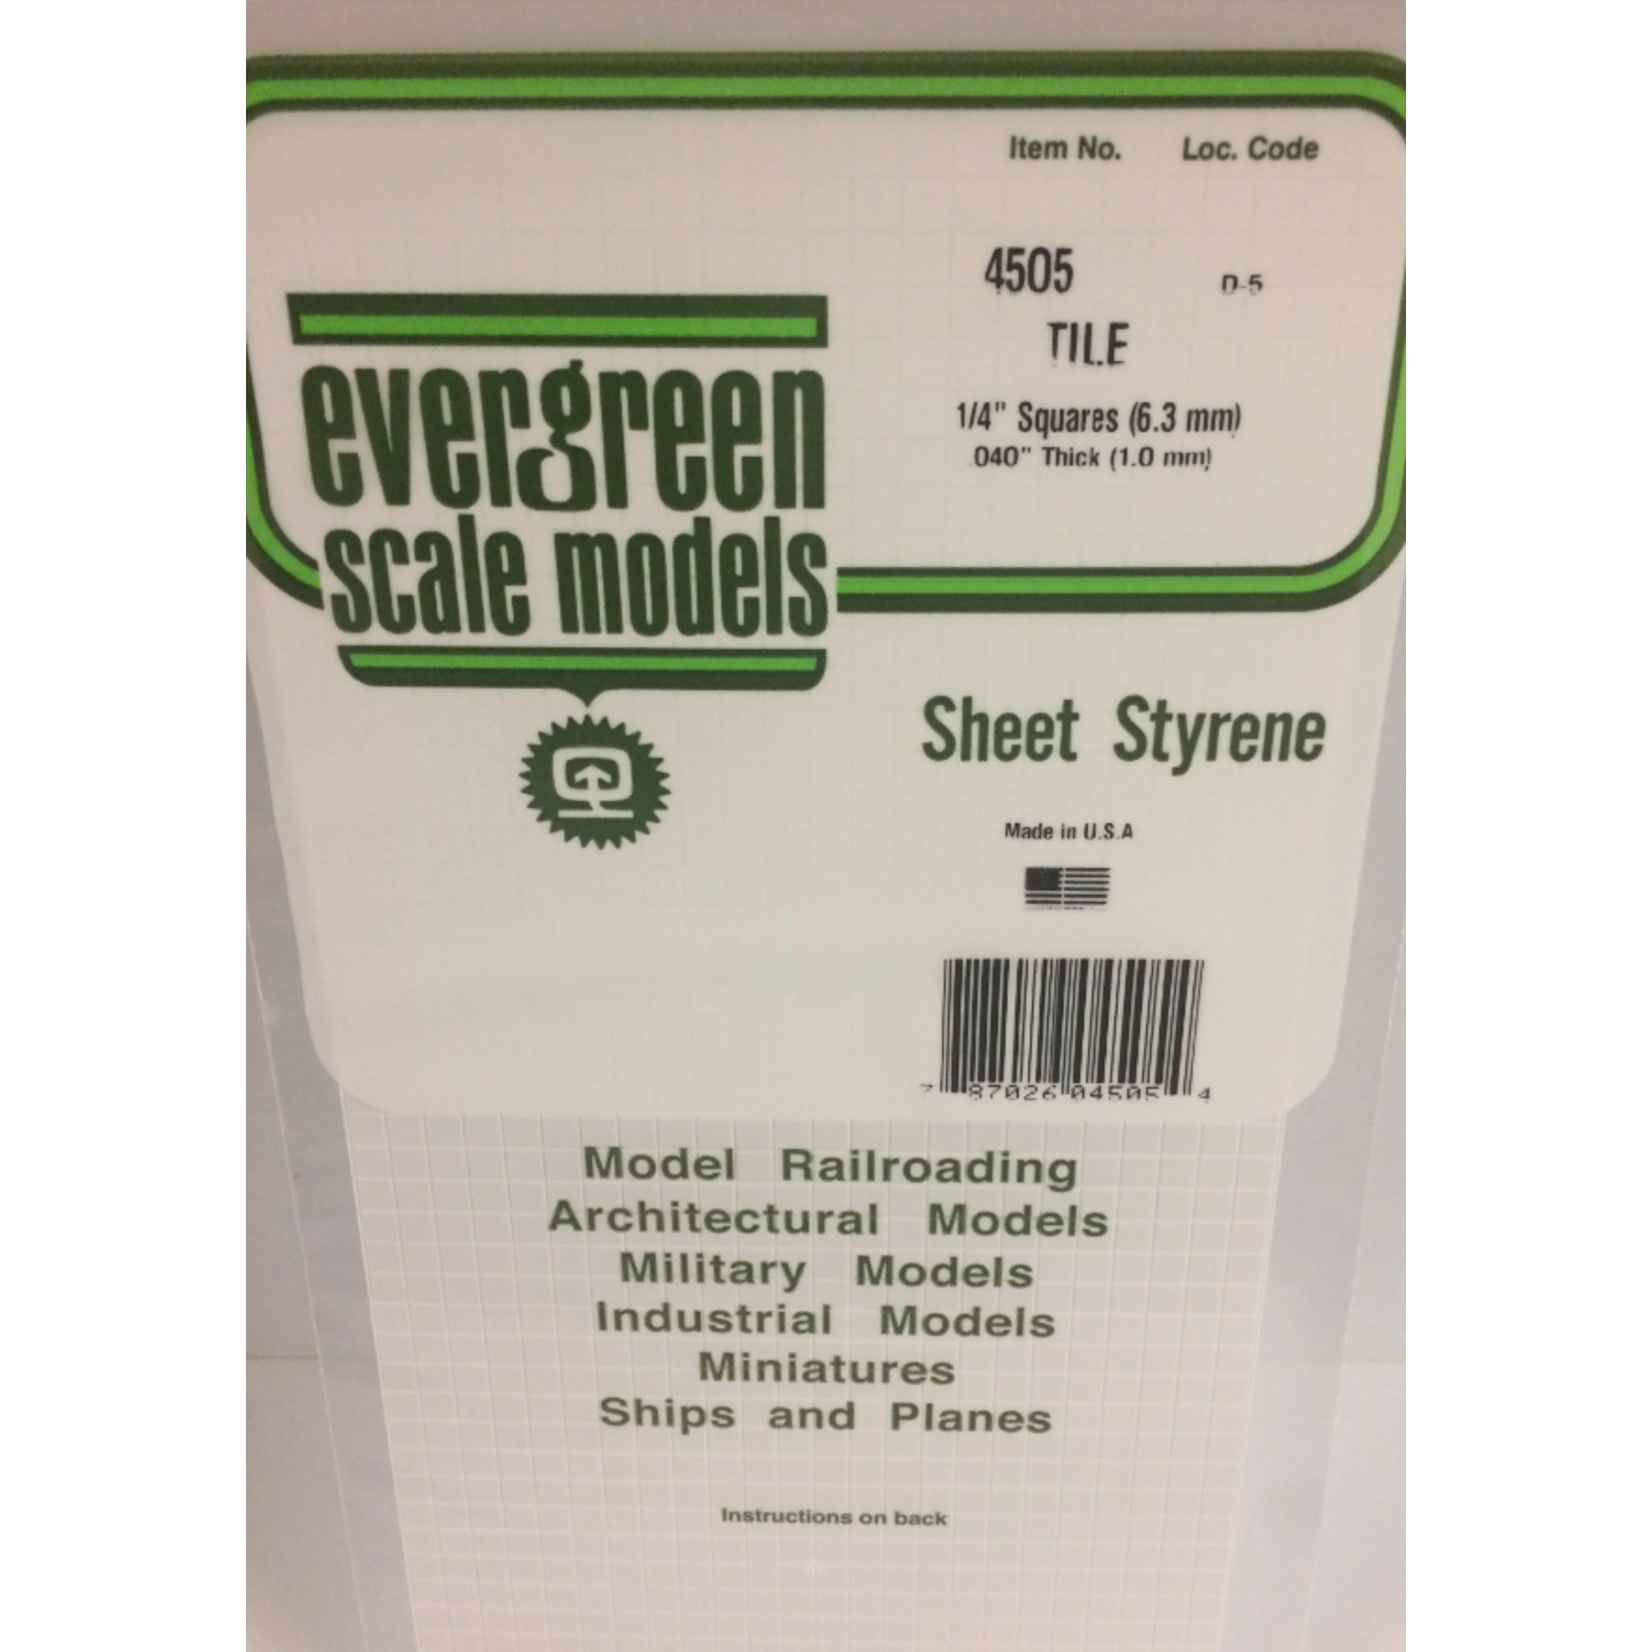 Item No. Loc. Code
4505 D-5
TILE
1/4" Squares (6.3 mm)
.040" Thick (1.0 mm)
evergreen
scale models
Sheet Styrene
Made in U.S.A
7 87026 04505 4
Model Railroading
Architectural Models
Military Models
Industrial Models
Miniatures
Ships and Planes
Instructions on back